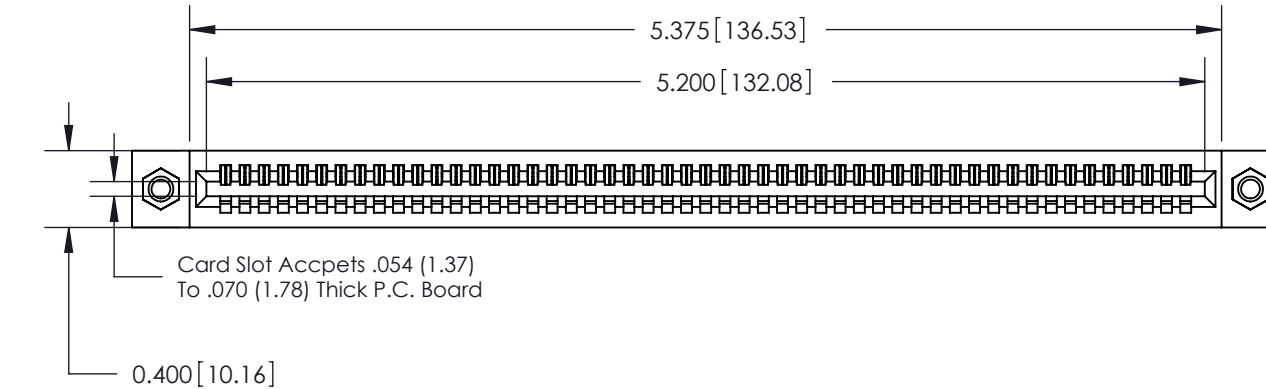 5.375 [136.53]
5.200 [132.08]
Card Slot Accpets .054 (1.37)
To .070 (1.78) Thick P.C. Board
0.400 [10.16]